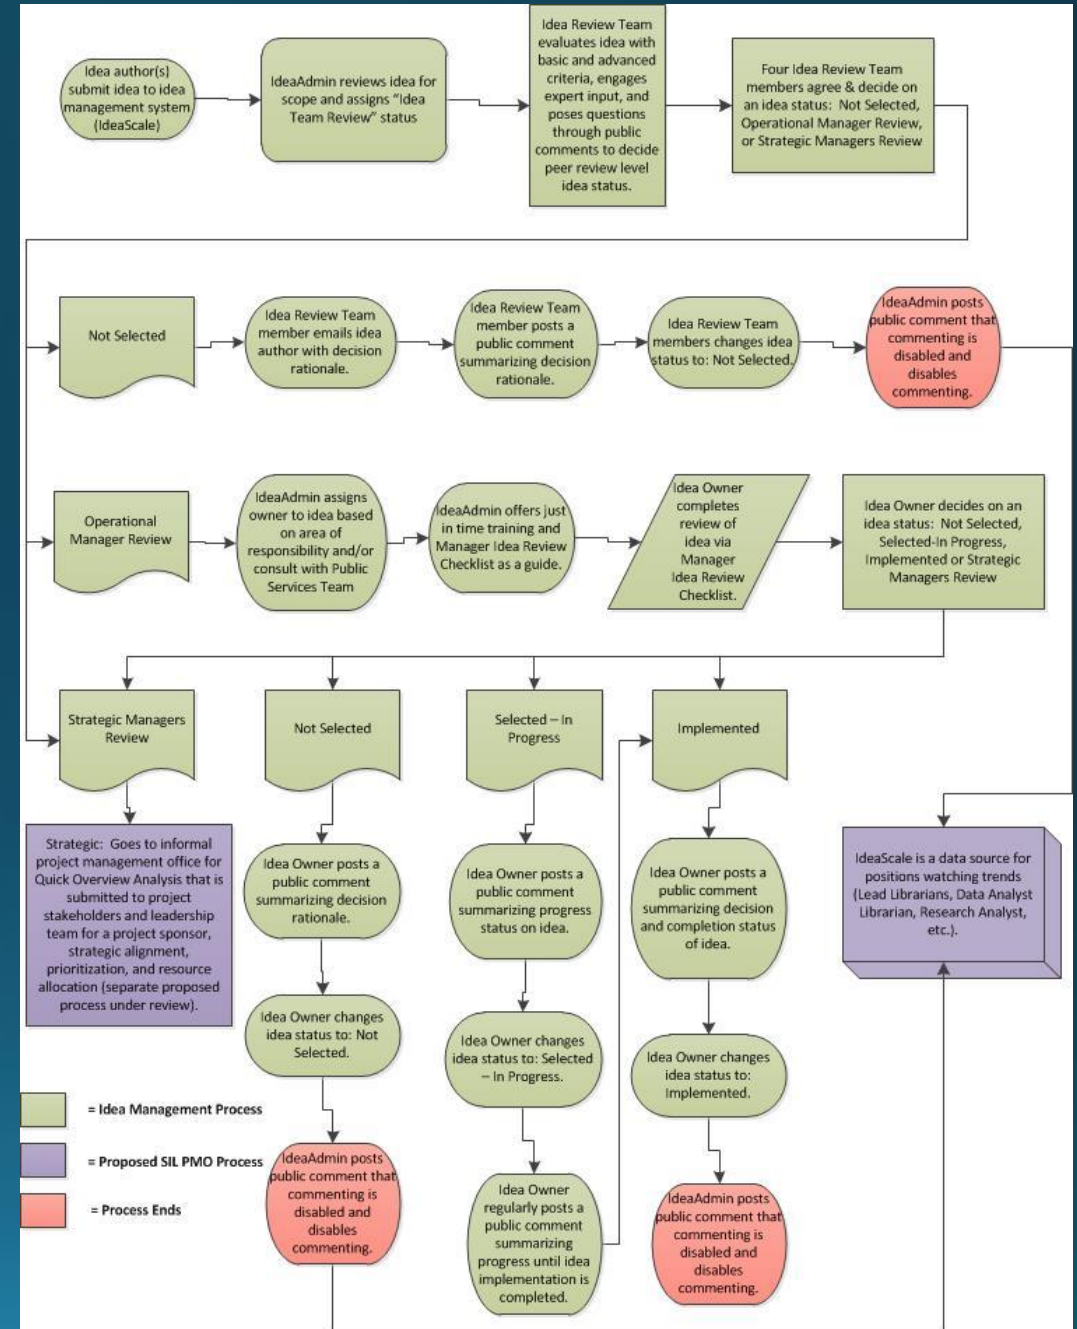 Idea author(s)
submit idea to idea
management system
(IdeaScale)
IdeaAdmin reviews idea for
scope and assigns “Idea
Team Review” status
Idea Review Team
evaluates idea with
basic and advanced
criteria, engages
expert input, and
poses questions
through public
comments to decide
peer review level
idea status.
Four Idea Review Team
members agree & decide on
an idea status: Not Selected,
Operational Manager Review,
or Strategic Managers Review
Not Selected
Idea Review Team
member emails idea
author with decision
rationale.
Idea Review Team
member posts a
public comment
summarizing decision
rationale.
Idea Review Team
members changes idea
status to: Not Selected.
IdeaAdmin posts
public comment that
commenting is
disabled and
disables
commenting.
Operational
Manager Review
IdeaAdmin assigns
owner to idea based
on area of
responsibility and/or
consult with Public
Services Team
IdeaAdmin offers just
in time training and
Manager Idea Review
Checklist as a guide.
Idea Owner
completes
review of
idea via
Manager
Idea Review
Checklist.
Idea Owner decides on an
idea status: Not Selected,
Selected-In Progress,
Implemented or Strategic
Managers Review
Strategic Managers
Review
Not Selected
Selected – In
Progress
Implemented
Strategic: Goes to informal
project management office for
Quick Overview Analysis that is
submitted to project
stakeholders and leadership
team for a project sponsor,
strategic alignment,
prioritization, and resource
allocation (separate proposed
process under review).
Idea Owner posts a
public comment
summarizing decision
rationale.
Idea Owner posts a
public comment
summarizing progress
status on idea.
Idea Owner posts a
public comment
summarizing decision
and completion status
of idea.
IdeaScale is a data source for
positions watching trends
(Lead Librarians, Data Analyst
Librarian, Research Analyst,
etc.).
Idea Owner changes
idea status to: Not
Selected.
Idea Owner changes
idea status to: Selected
– In Progress.
Idea Owner changes
idea status to:
Implemented.
= Idea Management Process
= Proposed SIL PMO Process
= Process Ends
IdeaAdmin posts
public comment that
commenting is
disabled and
disables
commenting.
Idea Owner
regularly posts a
public comment
summarizing
progress until idea
implementation is
completed.
IdeaAdmin posts
public comment that
commenting is
disabled and
disables
commenting.